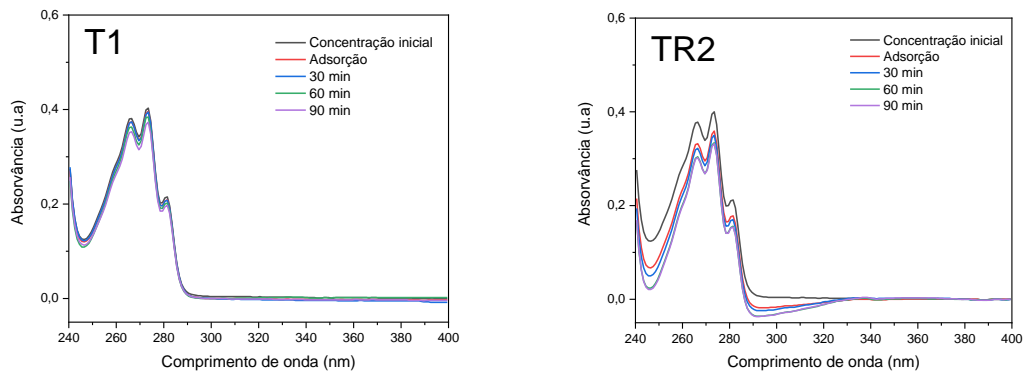 T1
Concentração inicial
Adsorção
30 min
60 min
90 min
0,6
0,4
0,2
0,0
Absorvância (u.a)
240 260 280 300 320 340 360 380 400
Comprimento de onda (nm)
TR2
Concentração inicial
Adsorção
30 min
60 min
90 min
0,6
0,4
0,2
0,0
Absorvância (u.a)
240 260 280 300 320 340 360 380 400
Comprimento de onda (nm)